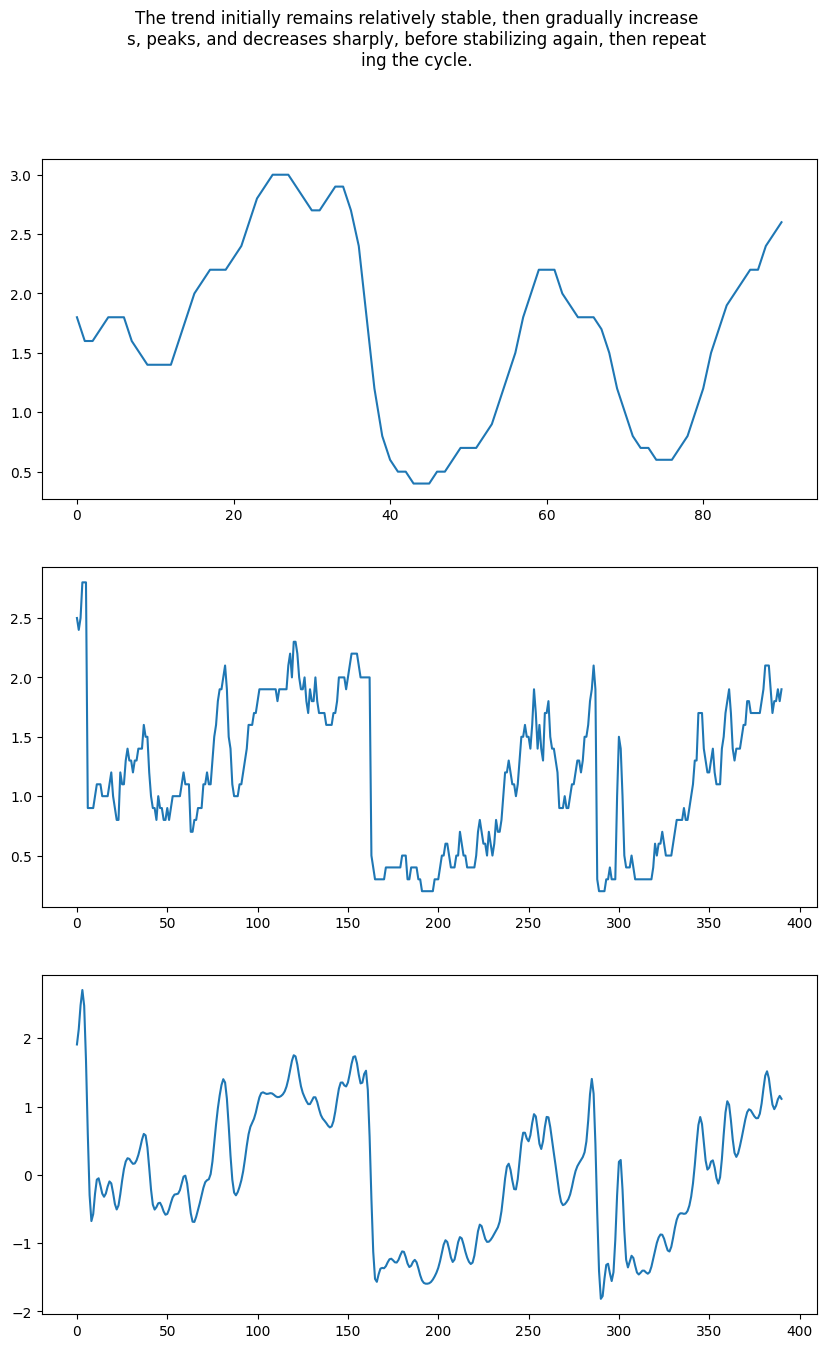 The trend initially remains relatively stable, then gradually increase
s, peaks, and decreases sharply, before stabilizing again, then repeat
ing the cycle.
3.0
2.5
2.0
1.5
1.0
0.5
0 20 40 60 80
2.5
2.0
1.5
1.0
0.5
0 50 100 150 200 250 300 350 400
2
1
0
−1
−2
0 50 100 150 200 250 300 350 400